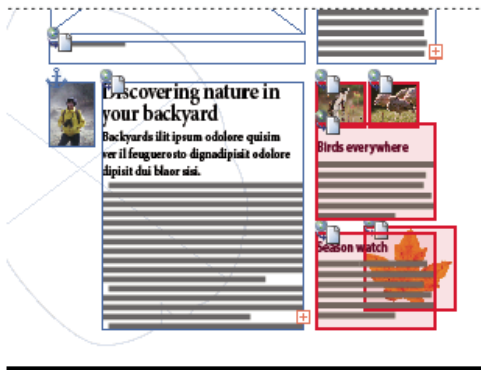 Discovering nature in
your backyard
Backyards ilit ipsum odolore quisim
ver il feuguerosto dignadipisit odolore
dipisit dui blaor sisi.
Birds everywhere
Season watch